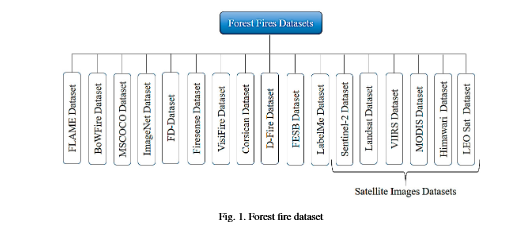 Forest Fires Datasets
FLAME Dataset
BoWFire Dataset
MSCOCO Dataset
ImageNet Dataset
FD-Dataset
Firesense Dataset
VisiFire Dataset
Corsican Dataset
D-Fire Dataset
FESB Dataset
LabelMe Dataset
Sentinel-2 Dataset
Landsat Dataset
VIIRS Dataset
MODIS Dataset
Himawari Dataset
LEO Sat Dataset
Satellite Images Datasets
Fig. 1. Forest fire dataset